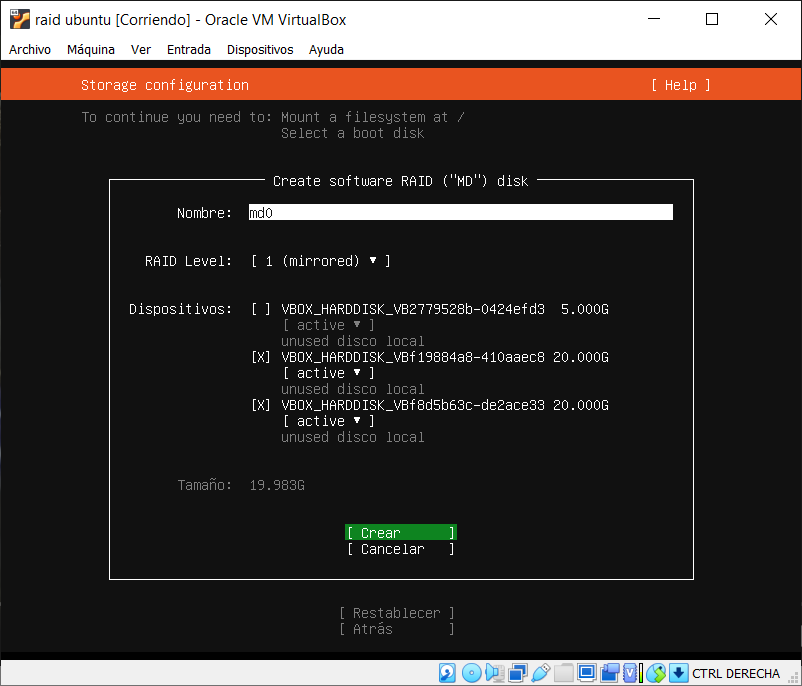 raid ubuntu [Corriendo] - Oracle VM VirtualBox
Archivo Máquina Ver Entrada Dispositivos Ayuda
Storage configuration [ Help ]
To continue you need to: Mount a filesystem at /
Select a boot disk
Create software RAID ("MD") disk
Nombre: md0
RAID Level: [ 1 (mirrored) ▾ ]
Dispositivos: [ ] VBOX_HARDDISK_VB2779528b-0424efd3 5.000G
[ active ▾ ]
unused disco local
[X] VBOX_HARDDISK_VBf19884a8-410aaec8 20.000G
[ active ▾ ]
unused disco local
[X] VBOX_HARDDISK_VBf8d5b63c-de2ace33 20.000G
[ active ▾ ]
unused disco local
Tamaño: 19.983G
[ Crear ]
[ Cancelar ]
[ Restablecer ]
[ Atrás ]
CTRL DERECHA